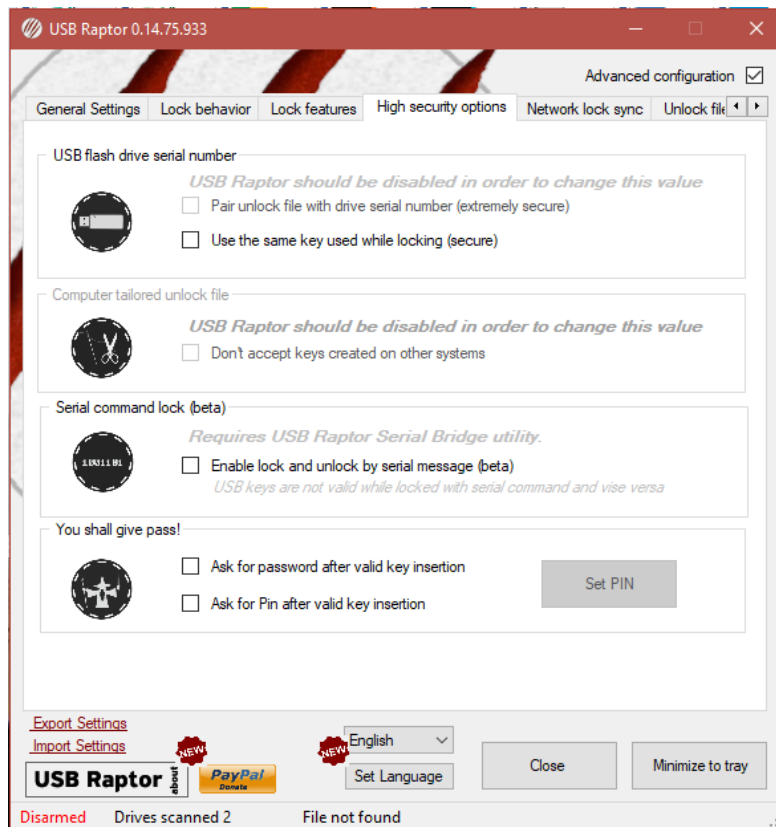 USB Raptor 0.14.75.933
Advanced configuration
General Settings Lock behavior Lock features High security options Network lock sync Unlock file
USB flash drive serial number
USB Raptor should be disabled in order to change this value
Pair unlock file with drive serial number (extremely secure)
Use the same key used while locking (secure)
Computer tailored unlock file
USB Raptor should be disabled in order to change this value
Don't accept keys created on other systems
Serial command lock (beta)
Requires USB Raptor Serial Bridge utility.
Enable lock and unlock by serial message (beta)
USB keys are not valid while locked with serial command and vise versa
You shall give pass!
Ask for password after valid key insertion
Set PIN
Ask for Pin after valid key insertion
Export Settings
Import Settings
NEW!
NEW!
English
USB Raptor about
PayPal
Donate
Set Language
Close
Minimize to tray
Disarmed Drives scanned 2 File not found